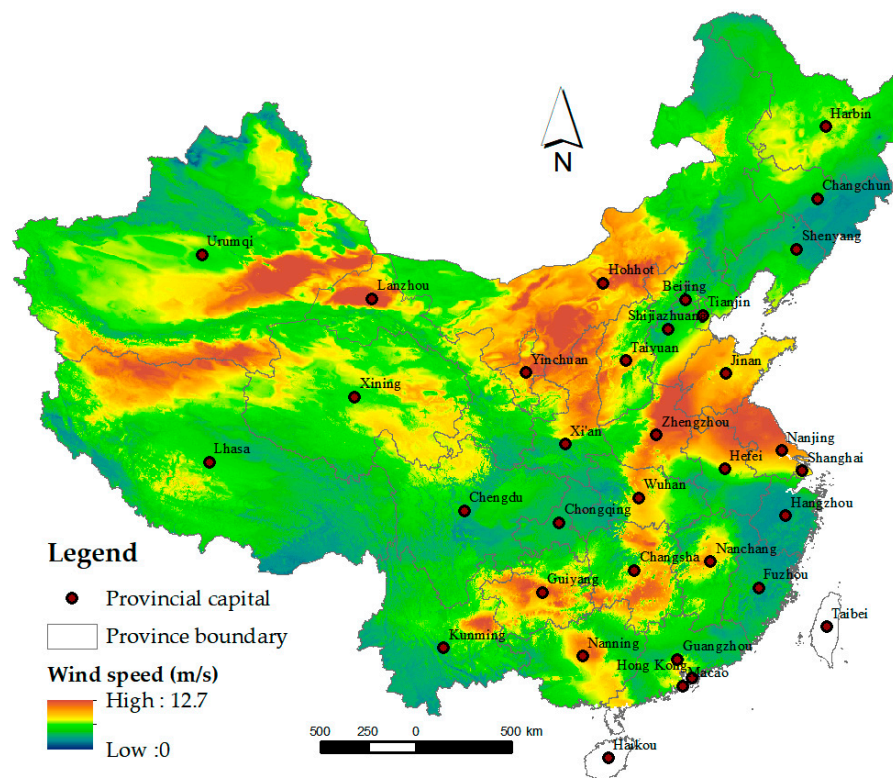 Harbin
Changchun
Shenyang
N
Urumqi
Lanzhou
Hohhot
Beijing
Tianjin
Shijiazhuang
Taiyuan
Yinchuan
Jinan
Xining
Xi'an
Zhengzhou
Nanjing
Hefei
Shanghai
Lhasa
Wuhan
Chengdu
Chongqing
Hangzhou
Changsha
Nanchang
Guiyang
Fuzhou
Taibei
Kunming
Nanning
Guangzhou
Hong Kong
Macao
Haikou
Legend
Provincial capital
Province boundary
Wind speed (m/s)
High : 12.7
Low :0
500 250 0 500 km